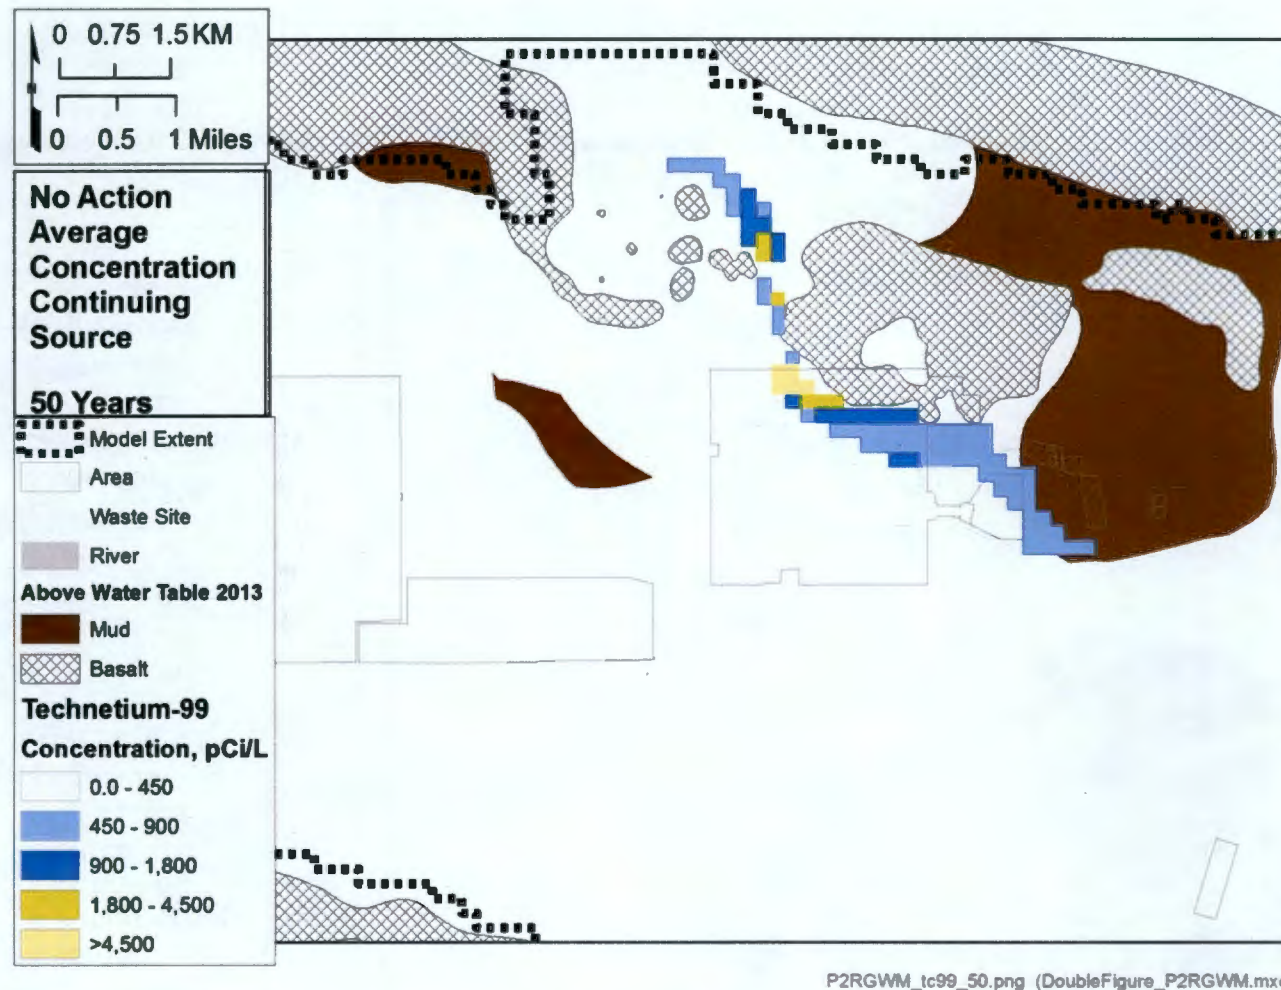 0 0.75 1.5 KM
0 0.5 1 Miles
No Action
Average
Concentration
Continuing
Source
50 Years
Model Extent
Area
Waste Site
River
Above Water Table 2013
Mud
Basalt
Technetium-99
Concentration, pCi/L
0.0 - 450
450 - 900
900 - 1,800
1,800 - 4,500
>4,500
P2RGWM_tc99_50.png (DoubleFigure_P2RGWM.mx